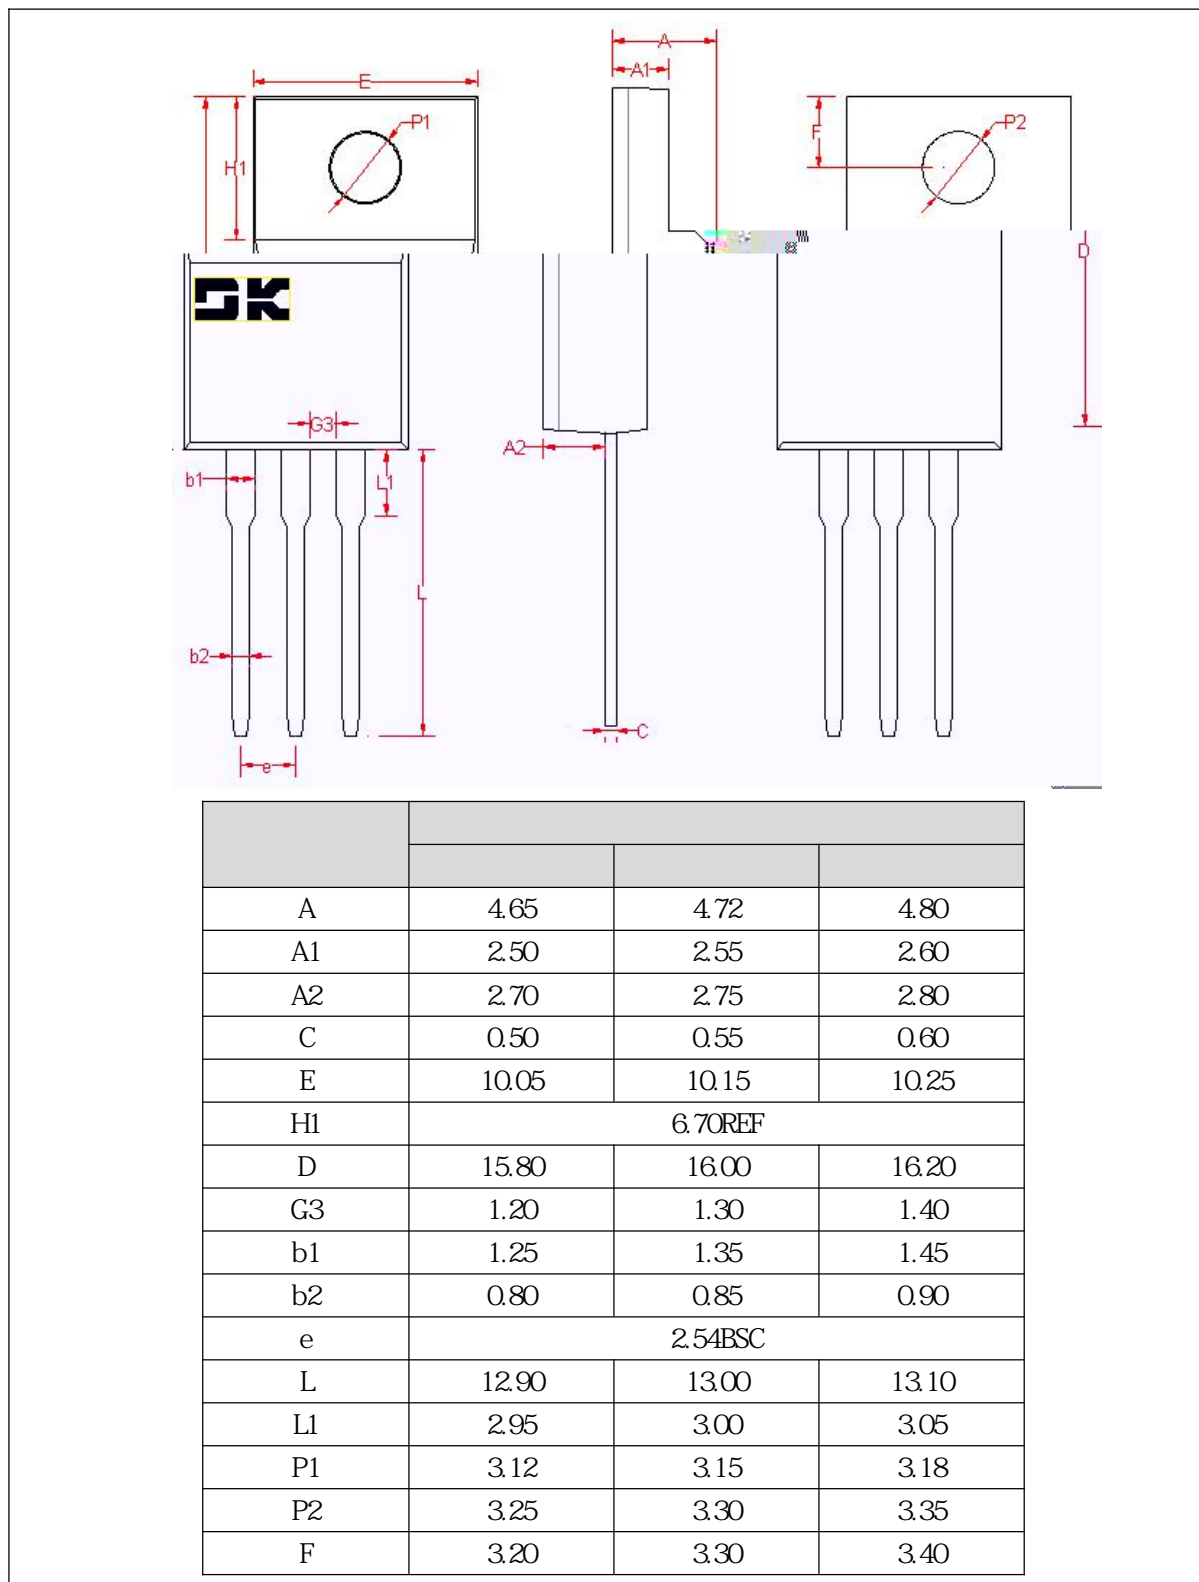 A
A1
E
P1
H1
F
P2
D
DK
G3
A2
b1
L1
L
b2
C
e
A 4.65 4.72 4.80
A1 2.50 2.55 2.60
A2 2.70 2.75 2.80
C 0.50 0.55 0.60
E 10.05 10.15 10.25
H1 6.70REF
D 15.80 16.00 16.20
G3 1.20 1.30 1.40
b1 1.25 1.35 1.45
b2 0.80 0.85 0.90
e 2.54BSC
L 12.90 13.00 13.10
L1 2.95 3.00 3.05
P1 3.12 3.15 3.18
P2 3.25 3.30 3.35
F 3.20 3.30 3.40